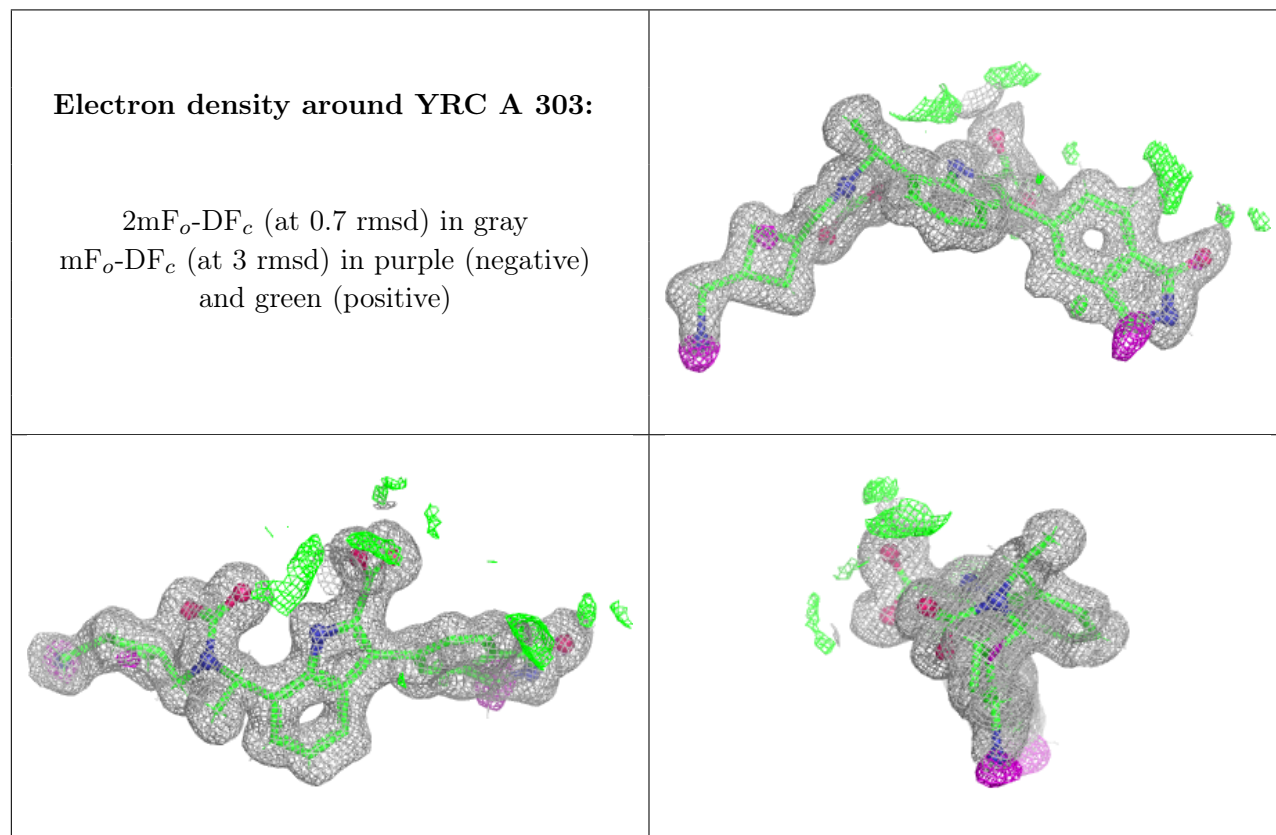 Electron density around YRC A 303:
2mFo-DFc (at 0.7 rmsd) in gray
mFo-DFc (at 3 rmsd) in purple (negative)
and green (positive)